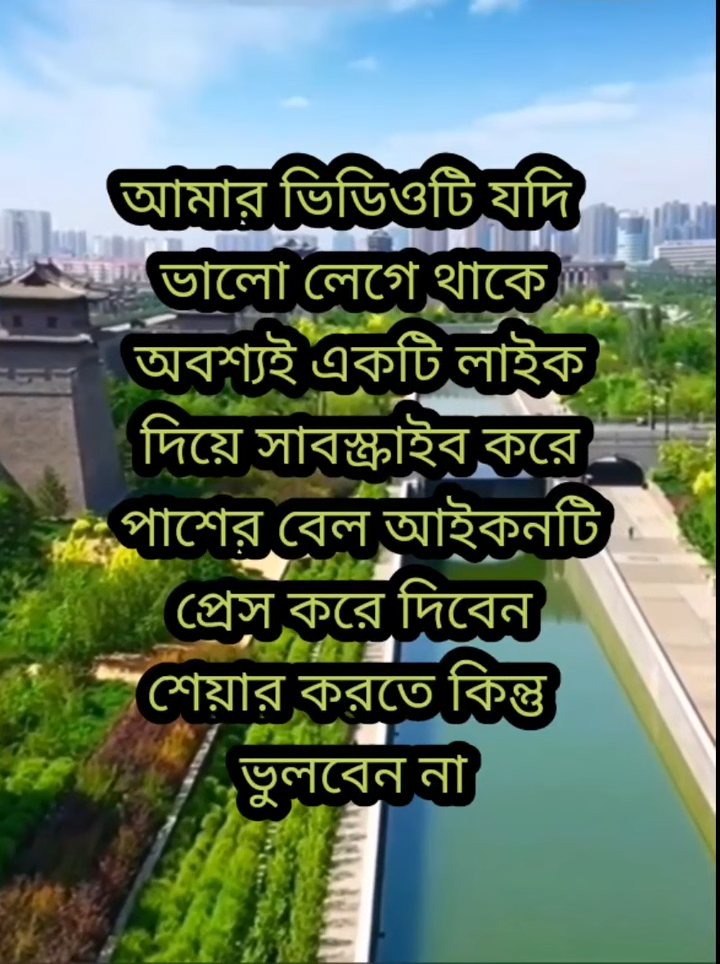 আমার ভিডিওটি যদি
ভালো লেগে থাকে
অবশ্যই একটি লাইক
দিয়ে সাবস্ক্রাইব করে
পাশের বেল আইকনটি
প্রেস করে দিবেন
শেয়ার করতে কিন্তু
ভুলবেন না